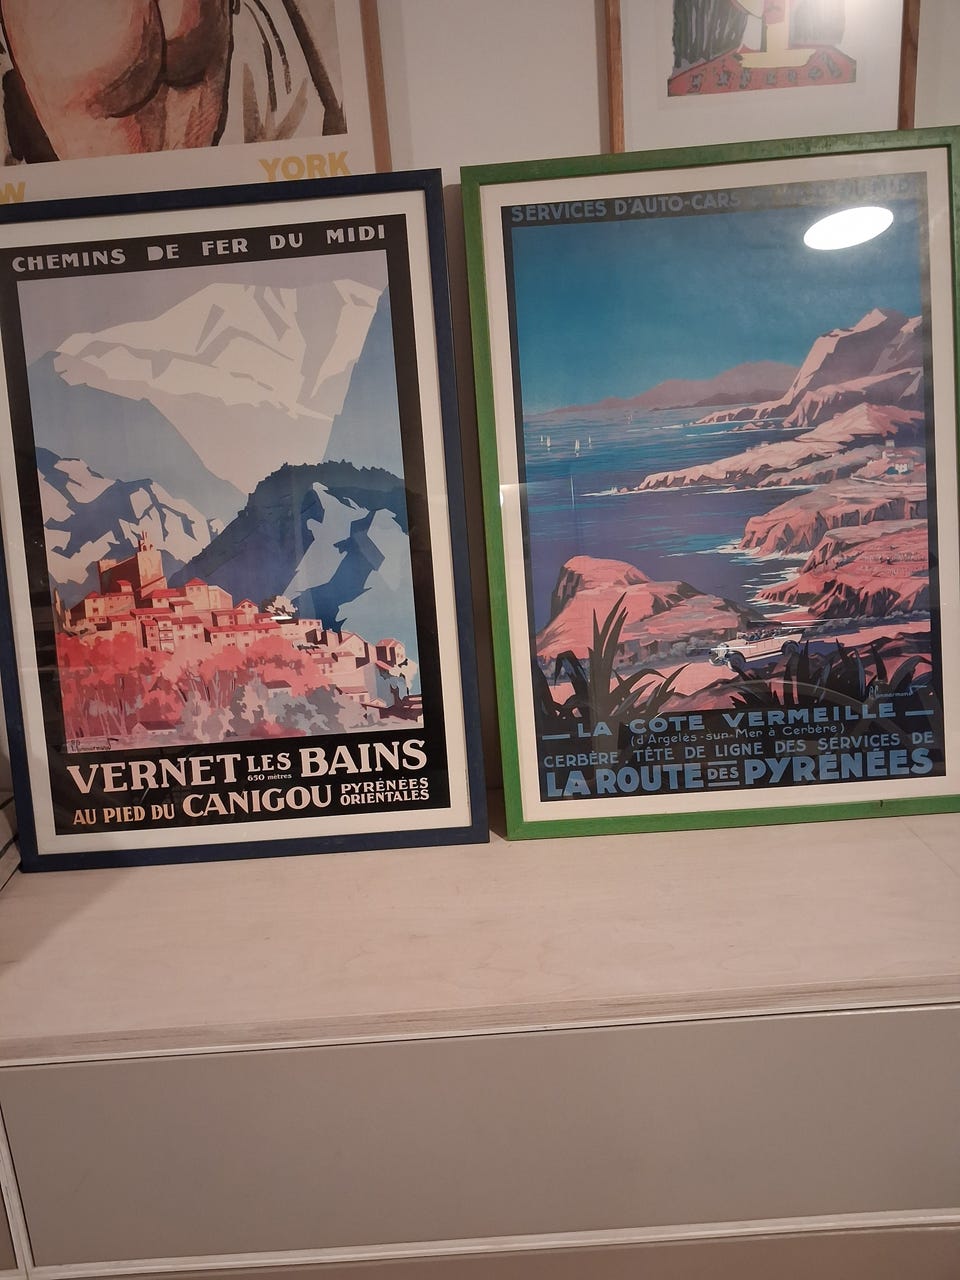 YORK
CHEMINS DE FER DU MIDI
VERNET LES BAINS
650 mètres
AU PIED DU CANIGOU PYRÉNÉES ORIENTALES
SERVICES D'AUTO-CARS
LA CÔTE VERMEILLE
(d'Argelès-sur-Mer à Cerbère)
CERBÈRE, TÊTE DE LIGNE DES SERVICES DE
LA ROUTE DES PYRÉNÉES